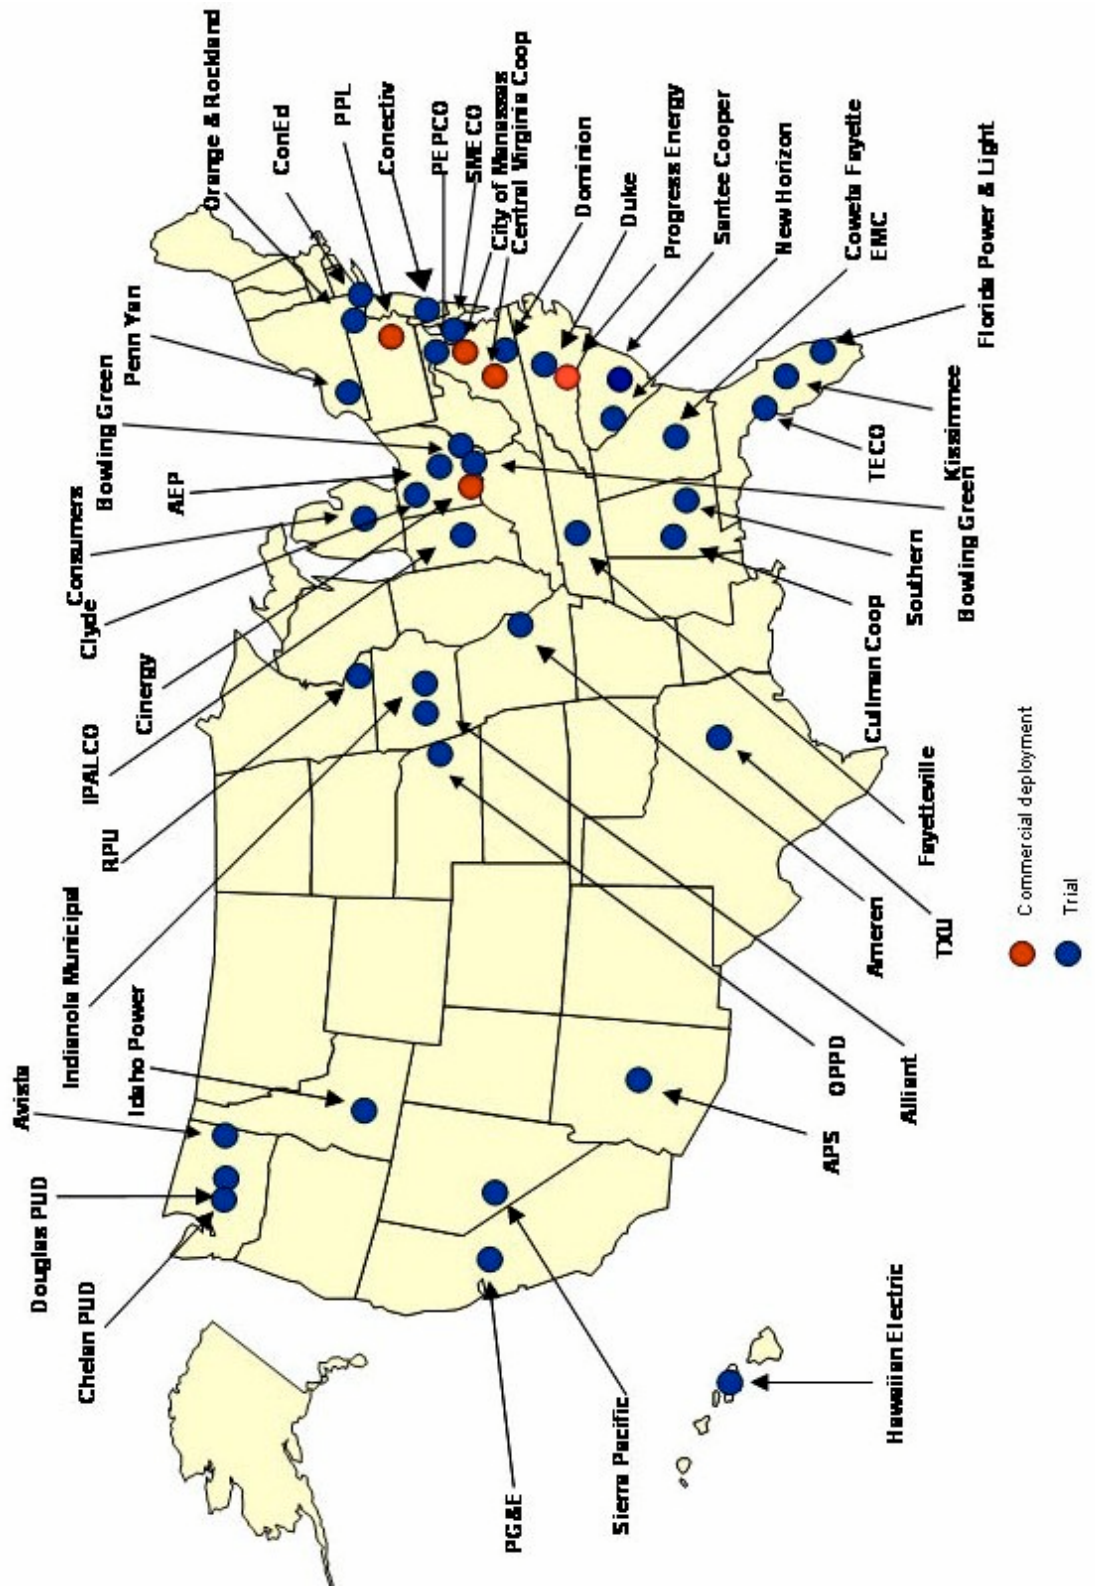 Avista
Douglas PUD
Chelan PUD
Idaho Power
Indianola Municipal
RPU
IPALCO
Cinergy
Clyde
Consumers
AEP
Bowling Green
Penn Yan
Orange & Rockland
ConEd
PPL
Conectiv
PEPCO
SMECO
City of Manassas
Central Virginia Coop
Dominion
Duke
Progress Energy
Santee Cooper
New Horizon
Coweta Fayette
EMC
Florida Power & Light
Kissimmee
TECO
Bowling Green
Southern
Cullman Coop
Fayetteville
TXU
Ameren
Alliant
OPPD
APS
Hawaiian Electric
Sierra Pacific
PG&E
Commercial deployment
Trial